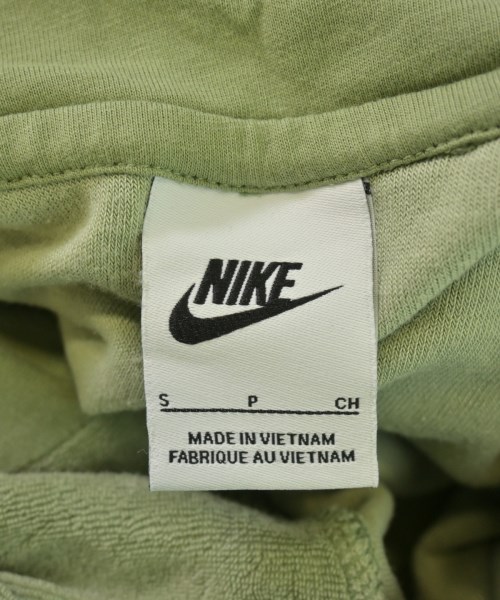 NIKE
S P CH
MADE IN VIETNAM
FABRIQUE AU VIETNAM